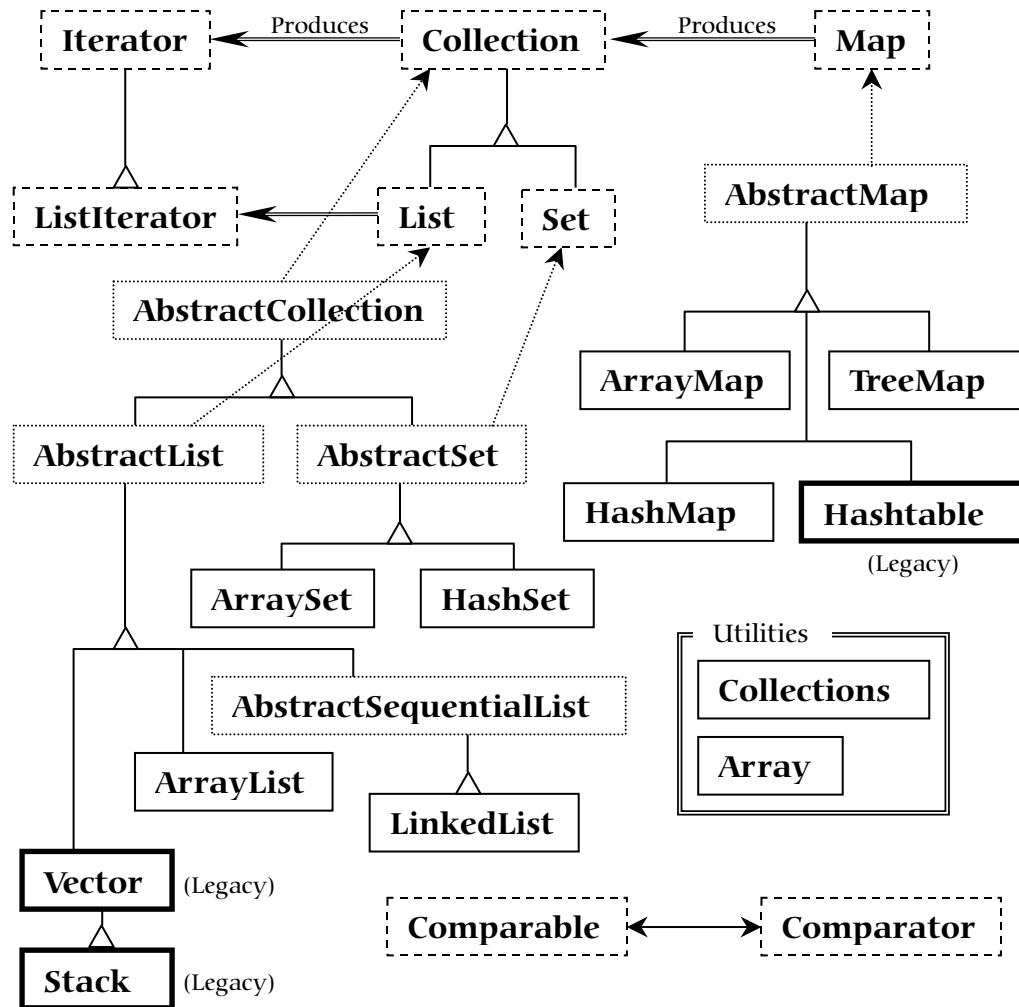 Iterator
Produces
Collection
Produces
Map
ListIterator
List
Set
AbstractMap
AbstractCollection
ArrayMap
TreeMap
AbstractList
AbstractSet
HashMap
Hashtable
(Legacy)
ArraySet
HashSet
Utilities
Collections
AbstractSequentialList
Array
ArrayList
LinkedList
Vector
(Legacy)
Comparable
Comparator
Stack
(Legacy)